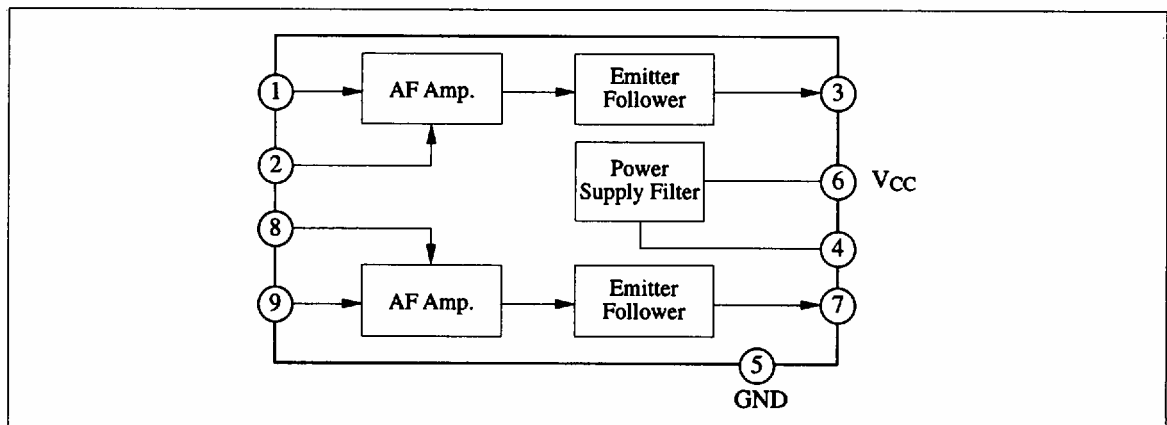 1
AF Amp.
Emitter
Follower
3
2
Power
Supply Filter
6
VCC
8
4
9
AF Amp.
Emitter
Follower
7
5
GND